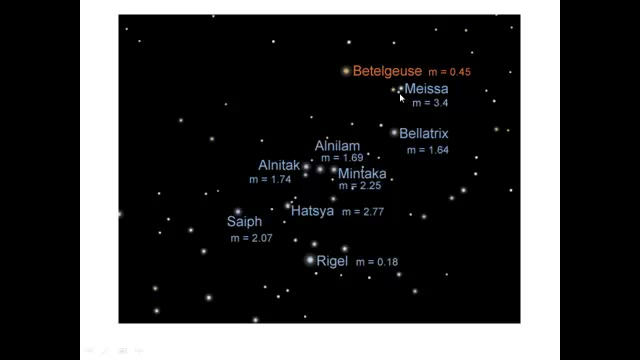 Betelgeuse m = 0.45
Meissa
m = 3.4
Bellatrix
m = 1.64
Alnilam
m = 1.69
Alnitak
m = 1.74
Mintaka
m = 2.25
Hatsya m = 2.77
Saiph
m = 2.07
Rigel m = 0.18